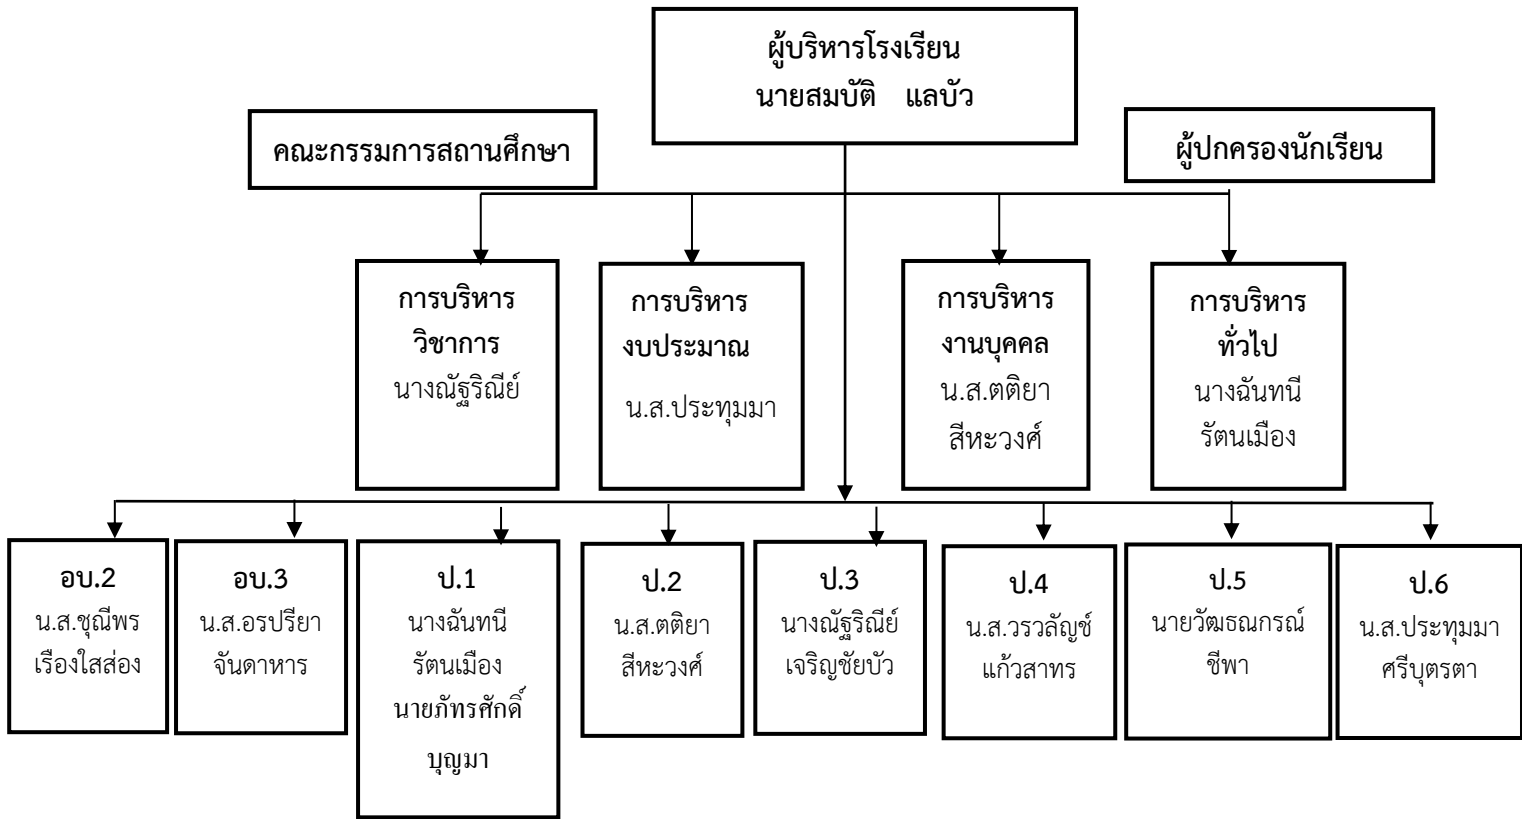 ผู้บริหารโรงเรียน
นายสมบัติ แลบัว
คณะกรรมการสถานศึกษา
ผู้ปกครองนักเรียน
การบริหาร
วิชาการ
นางณัฐริณีย์
การบริหาร
งบประมาณ
น.ส.ประทุมมา
การบริหาร
งานบุคคล
น.ส.ตติยา
สีหะวงศ์
การบริหาร
ทั่วไป
นางฉันทนี
รัตนเมือง
อบ.2
น.ส.ชุณีพร
เรืองใสส่อง
อบ.3
น.ส.อรปรียา
จันดาหาร
ป.1
นางฉันทนี
รัตนเมือง
นายภัทรศักดิ์
บุญมา
ป.2
น.ส.ตติยา
สีหะวงศ์
ป.3
นางณัฐริณีย์
เจริญชัยบัว
ป.4
น.ส.วรวลัญช์
แก้วสาทร
ป.5
นายวัฒธณกรณ์
ชีพา
ป.6
น.ส.ประทุมมา
ศรีบุตรตา